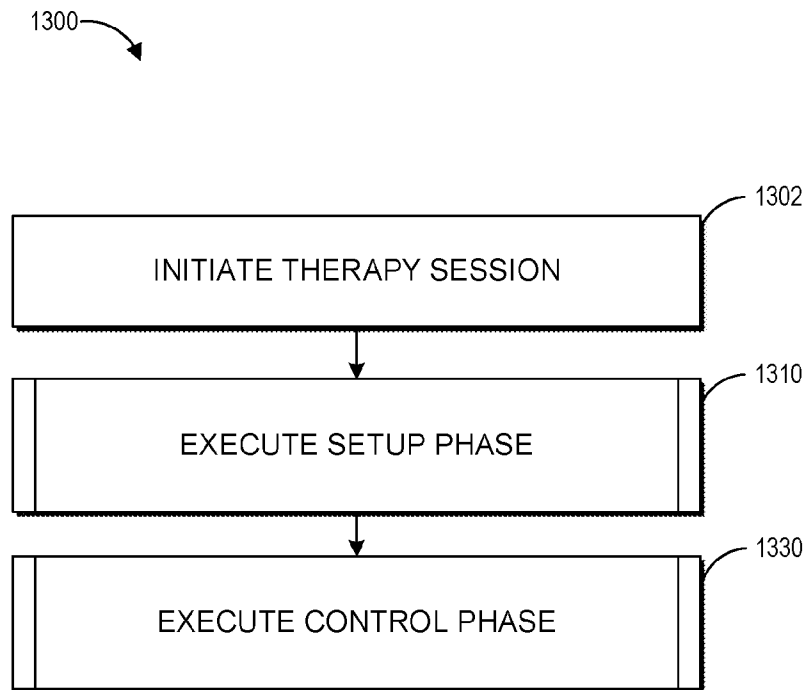 1300
1302
INITIATE THERAPY SESSION
1310
EXECUTE SETUP PHASE
1330
EXECUTE CONTROL PHASE